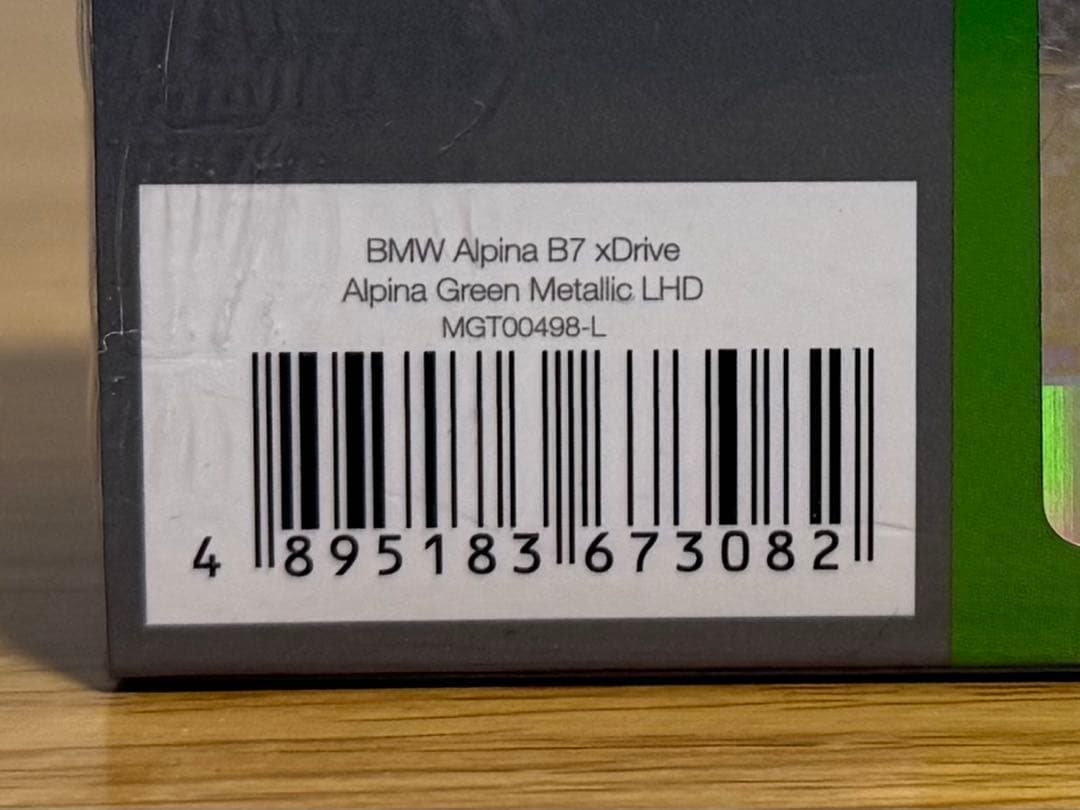 BMW Alpina B7 xDrive
Alpina Green Metallic LHD
MGT00498-L
4 895183 673082